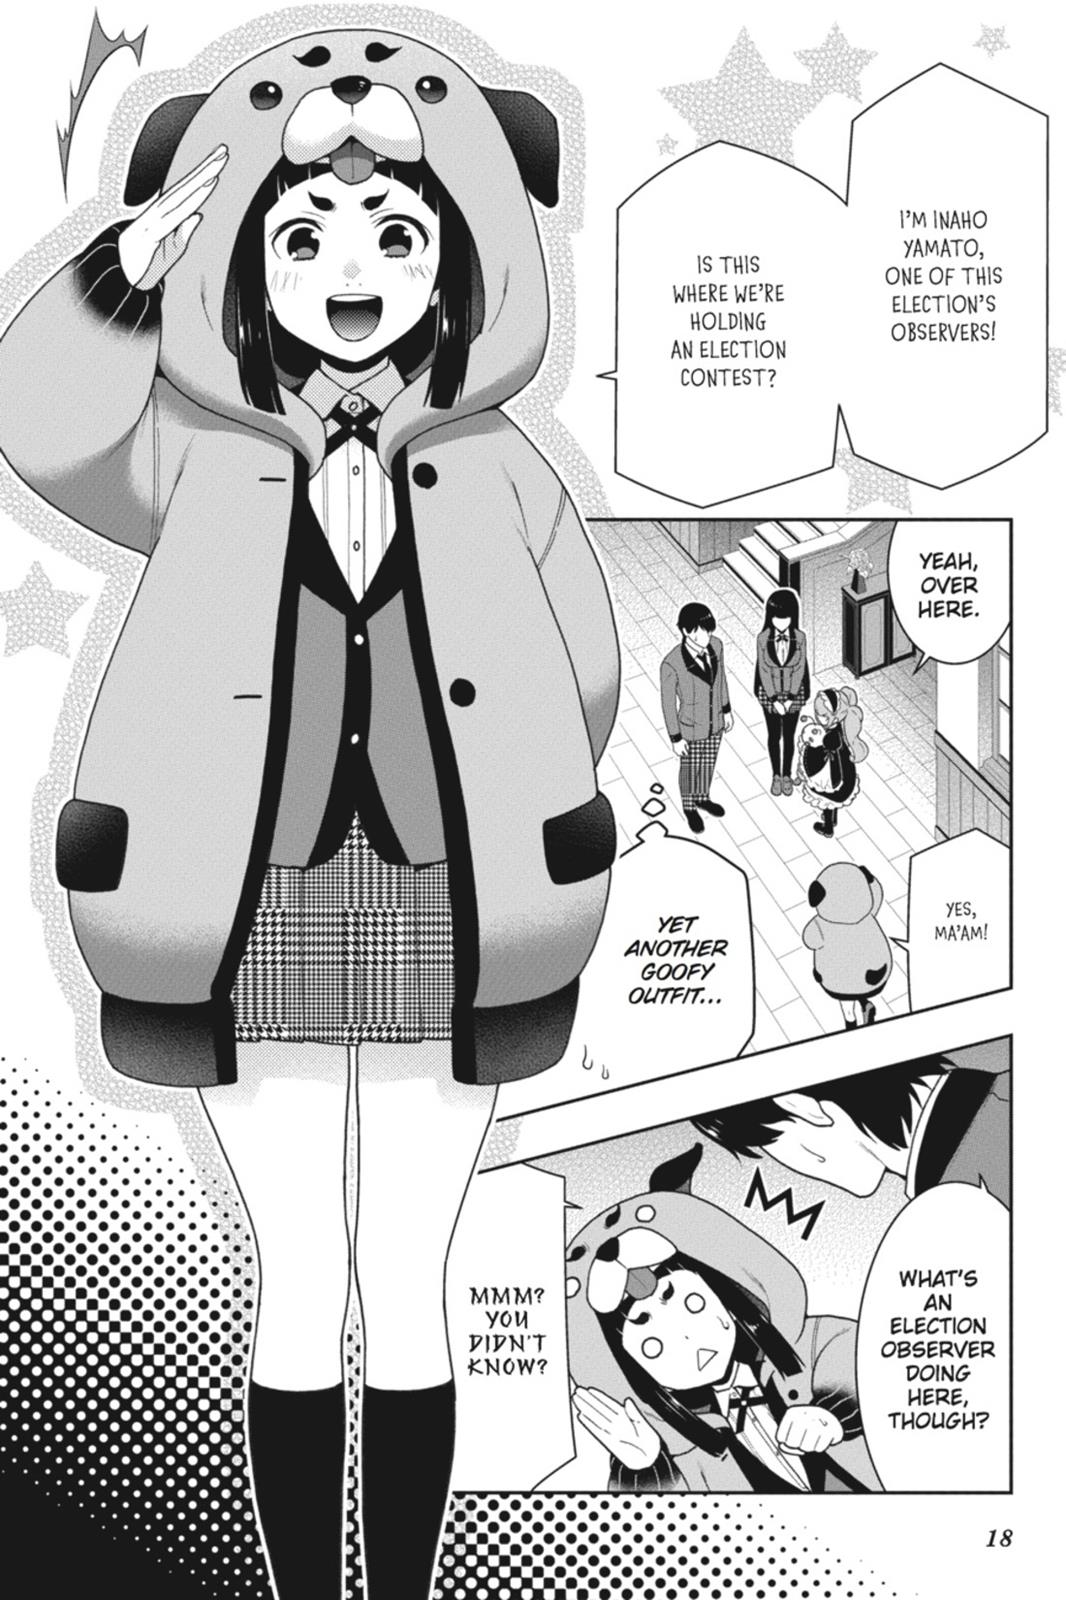 I'M INAHO
YAMATO,
ONE OF THIS
ELECTION'S
OBSERVERS!
IS THIS
WHERE WE'RE
HOLDING
AN ELECTION
CONTEST?
YEAH,
OVER
HERE.
YES,
MA'AM!
YET
ANOTHER
GOOFY
OUTFIT...
WHAT'S
AN
ELECTION
OBSERVER
DOING
HERE,
THOUGH?
MMM?
YOU
DIDN'T
KNOW?
18